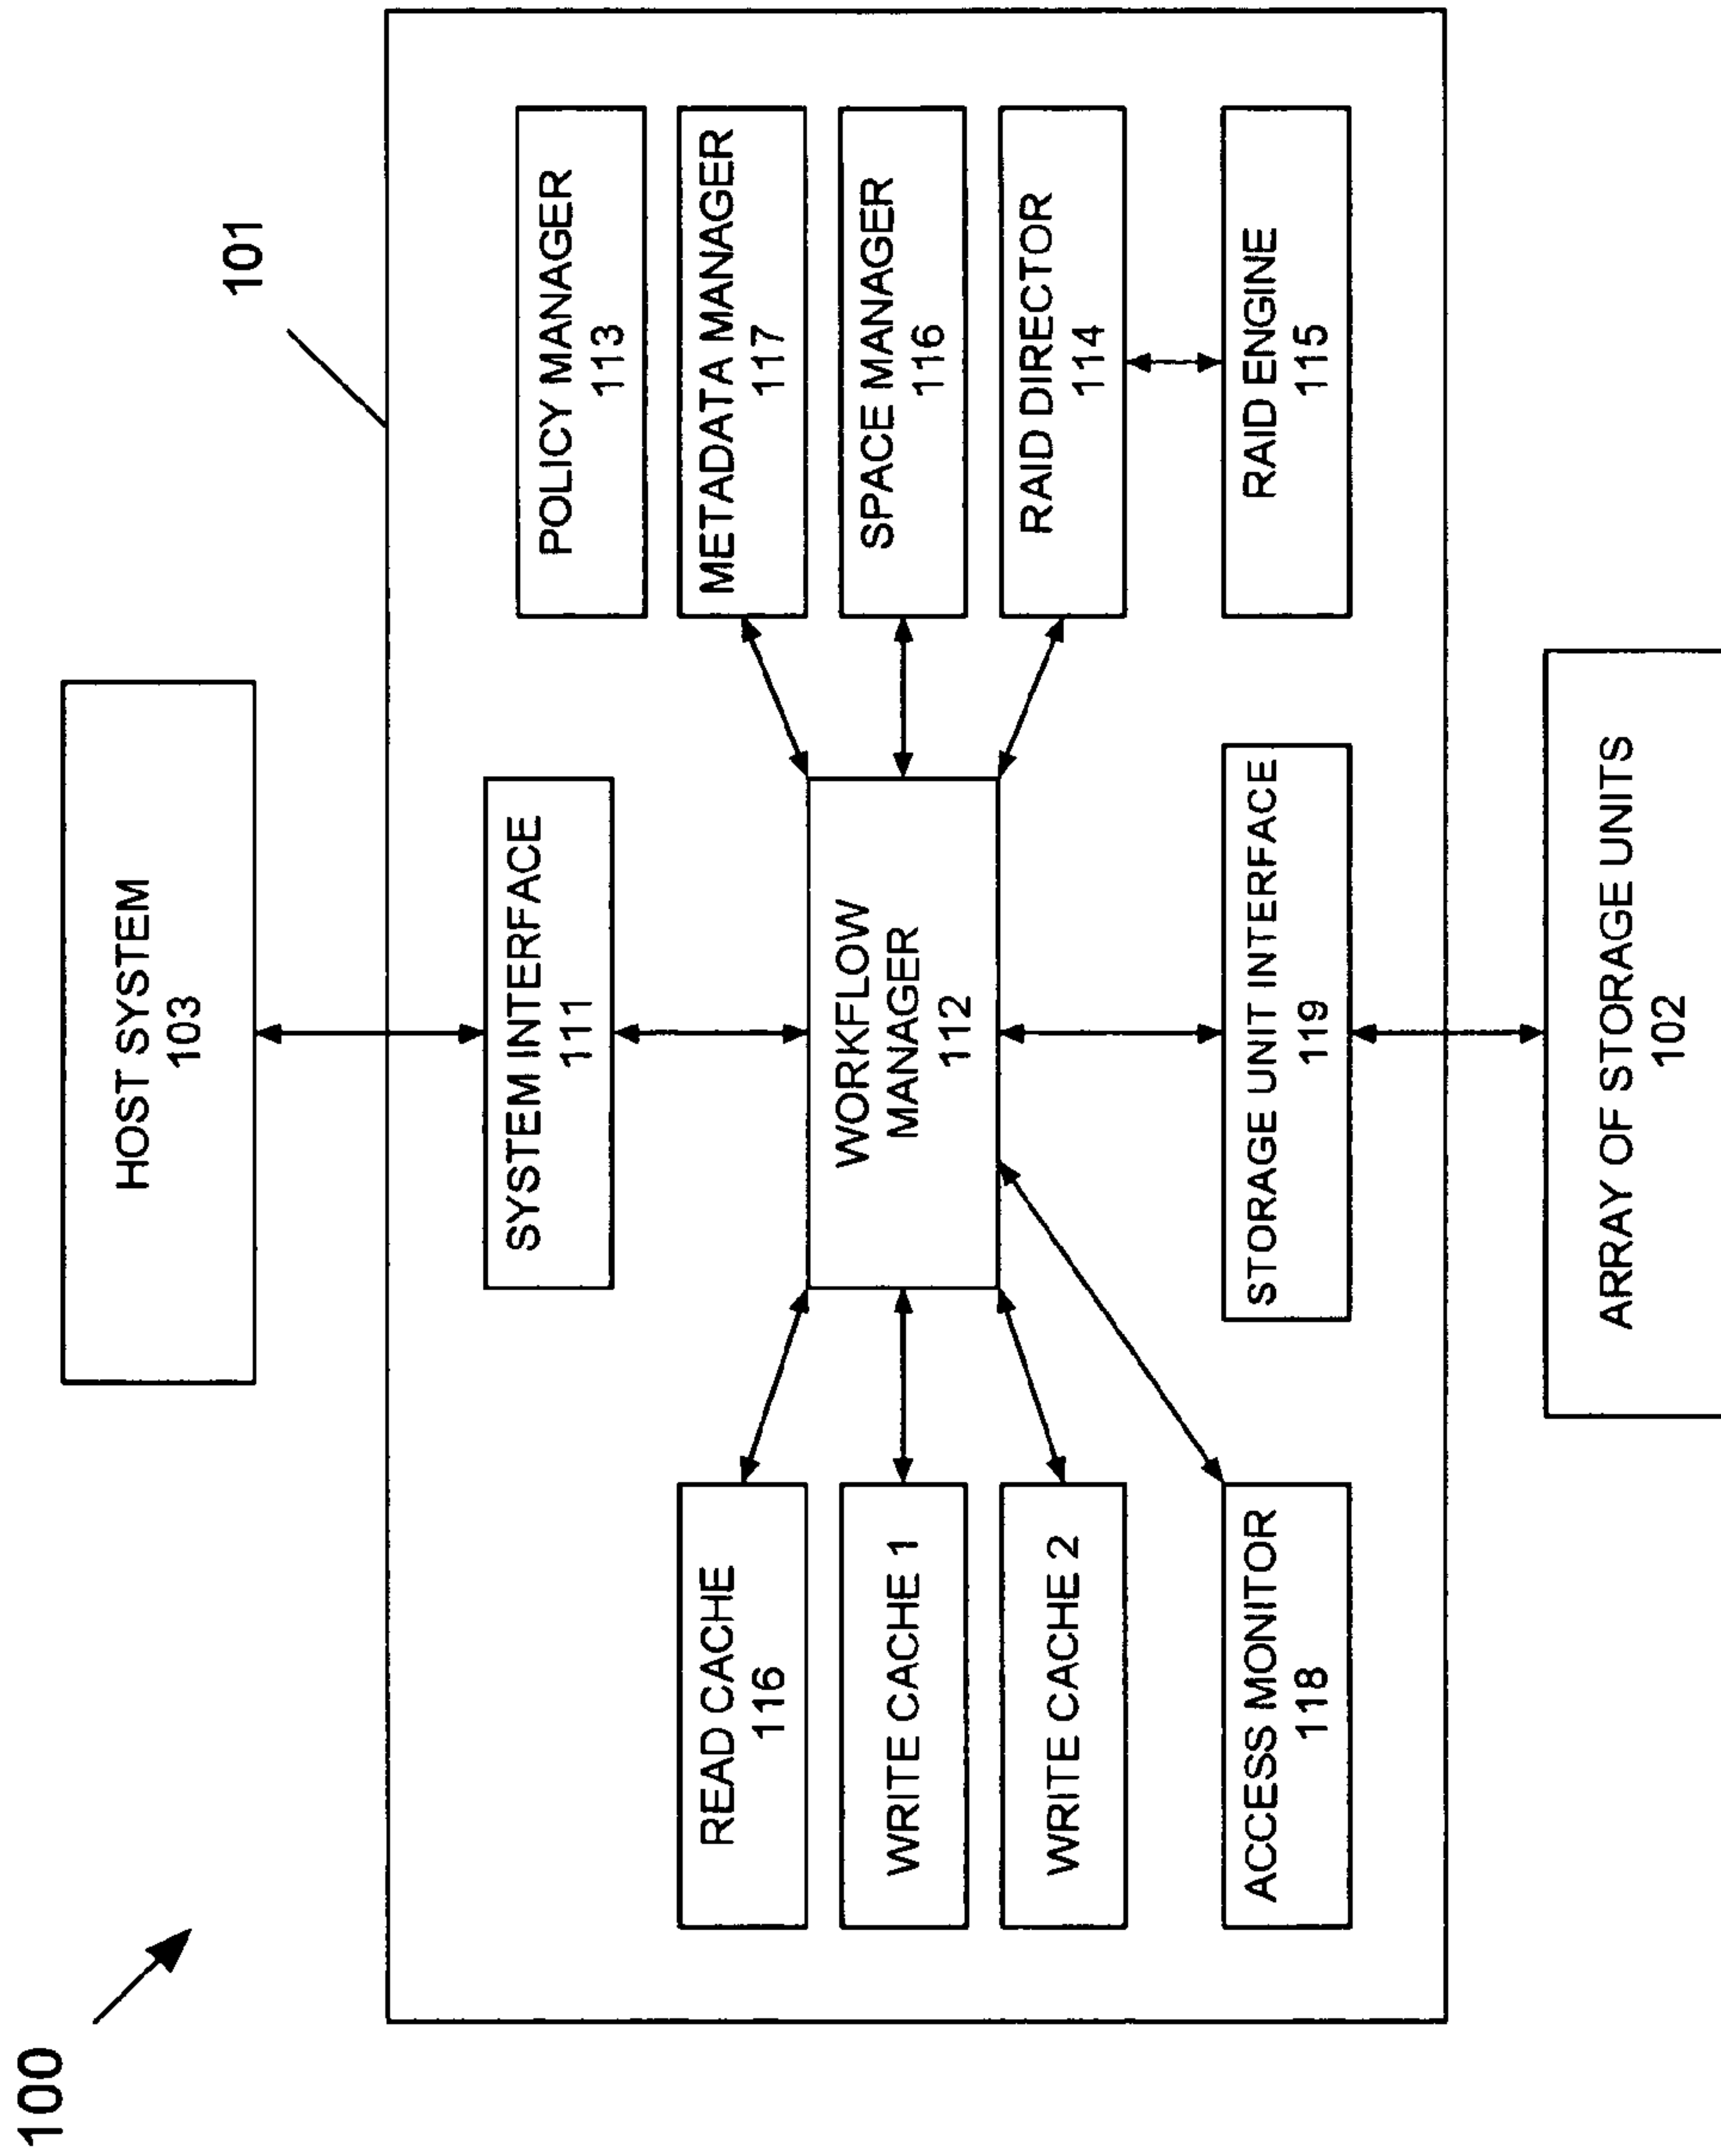 100
101
HOST SYSTEM
103
SYSTEM INTERFACE
111
POLICY MANAGER
113
READ CACHE
116
METADATA MANAGER
117
WRITE CACHE 1
WORKFLOW
MANAGER
112
SPACE MANAGER
116
WRITE CACHE 2
RAID DIRECTOR
114
ACCESS MONITOR
118
STORAGE UNIT INTERFACE
119
RAID ENGINE
115
ARRAY OF STORAGE UNITS
102